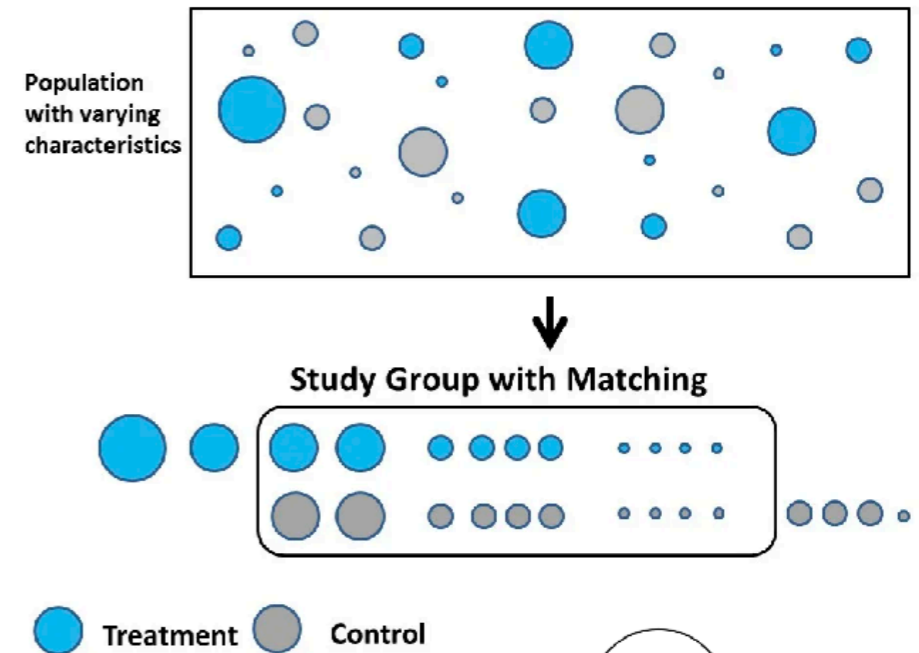 Population
with varying
characteristics
Study Group with Matching
Treatment
Control